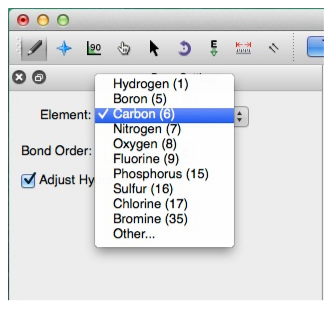 90
E
Element:
Hydrogen (1)
Boron (5)
✓ Carbon (6)
Nitrogen (7)
Oxygen (8)
Fluorine (9)
Phosphorus (15)
Sulfur (16)
Chlorine (17)
Bromine (35)
Other...
Bond Order:
Adjust Hy